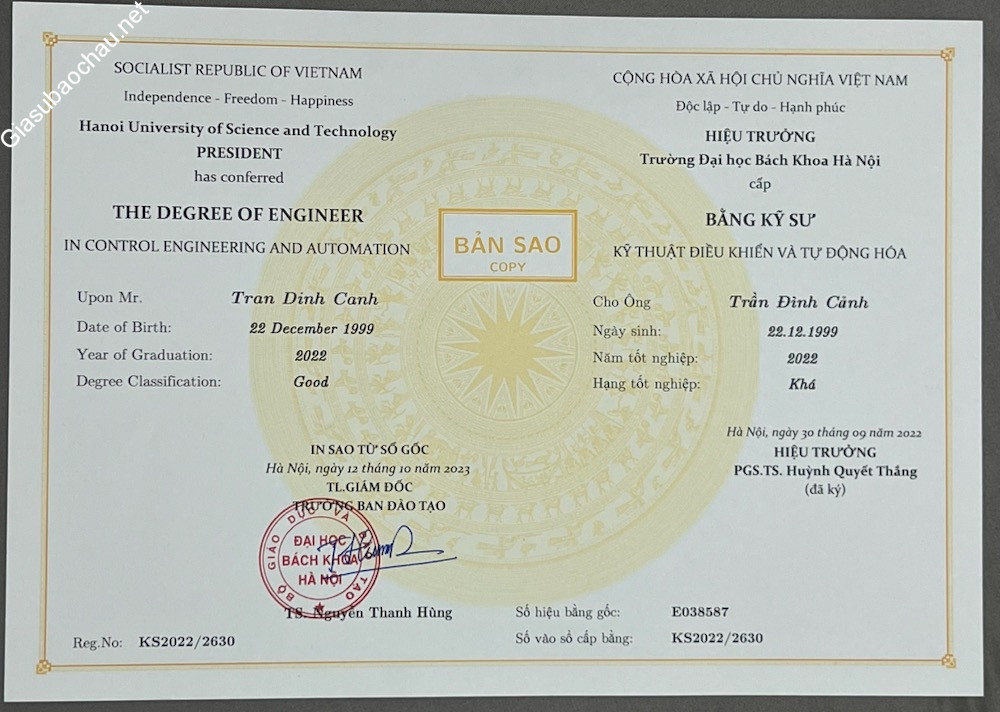 Giasubaochau.net
SOCIALIST REPUBLIC OF VIETNAM
Independence - Freedom - Happiness
Hanoi University of Science and Technology
PRESIDENT
has conferred
THE DEGREE OF ENGINEER
IN CONTROL ENGINEERING AND AUTOMATION
Upon Mr. Tran Dinh Canh
Date of Birth: 22 December 1999
Year of Graduation: 2022
Degree Classification: Good
CỘNG HÒA XÃ HỘI CHỦ NGHĨA VIỆT NAM
Độc lập - Tự do - Hạnh phúc
HIỆU TRƯỞNG
Trường Đại học Bách Khoa Hà Nội
cấp
BẰNG KỸ SƯ
KỸ THUẬT ĐIỀU KHIỂN VÀ TỰ ĐỘNG HÓA
Cho Ông Trần Đình Cảnh
Ngày sinh: 22.12.1999
Năm tốt nghiệp: 2022
Hạng tốt nghiệp: Khá
BẢN SAO
COPY
IN SAO TỪ SỔ GỐC
Hà Nội, ngày 12 tháng 10 năm 2023
TL.GIÁM ĐỐC
TRƯỞNG BAN ĐÀO TẠO
BỘ GIÁO DỤC VÀ ĐÀO TẠO
ĐẠI HỌC
BÁCH KHOA
HÀ NỘI
TS. Nguyễn Thanh Hùng
Hà Nội, ngày 30 tháng 09 năm 2022
HIỆU TRƯỞNG
PGS.TS. Huỳnh Quyết Thắng
(đã ký)
Reg.No: KS2022/2630
Số hiệu bằng gốc: E038587
Số vào sổ cấp bằng: KS2022/2630